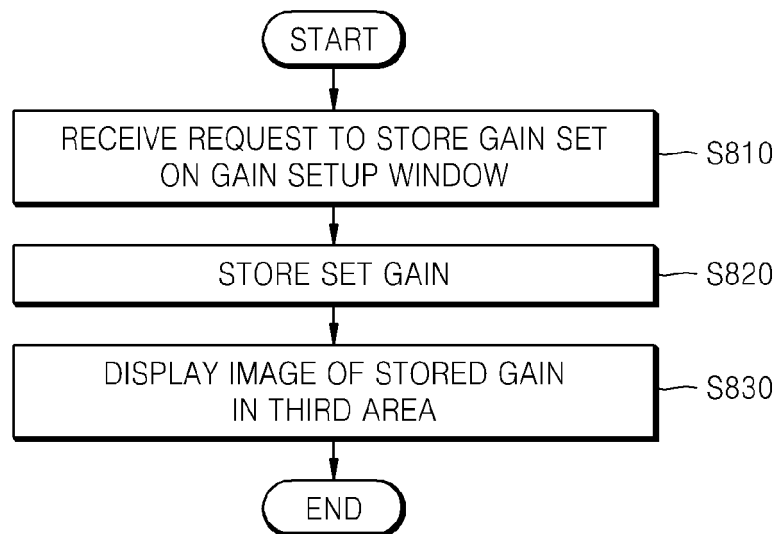 START
RECEIVE REQUEST TO STORE GAIN SET
ON GAIN SETUP WINDOW
S810
STORE SET GAIN
S820
DISPLAY IMAGE OF STORED GAIN
IN THIRD AREA
S830
END